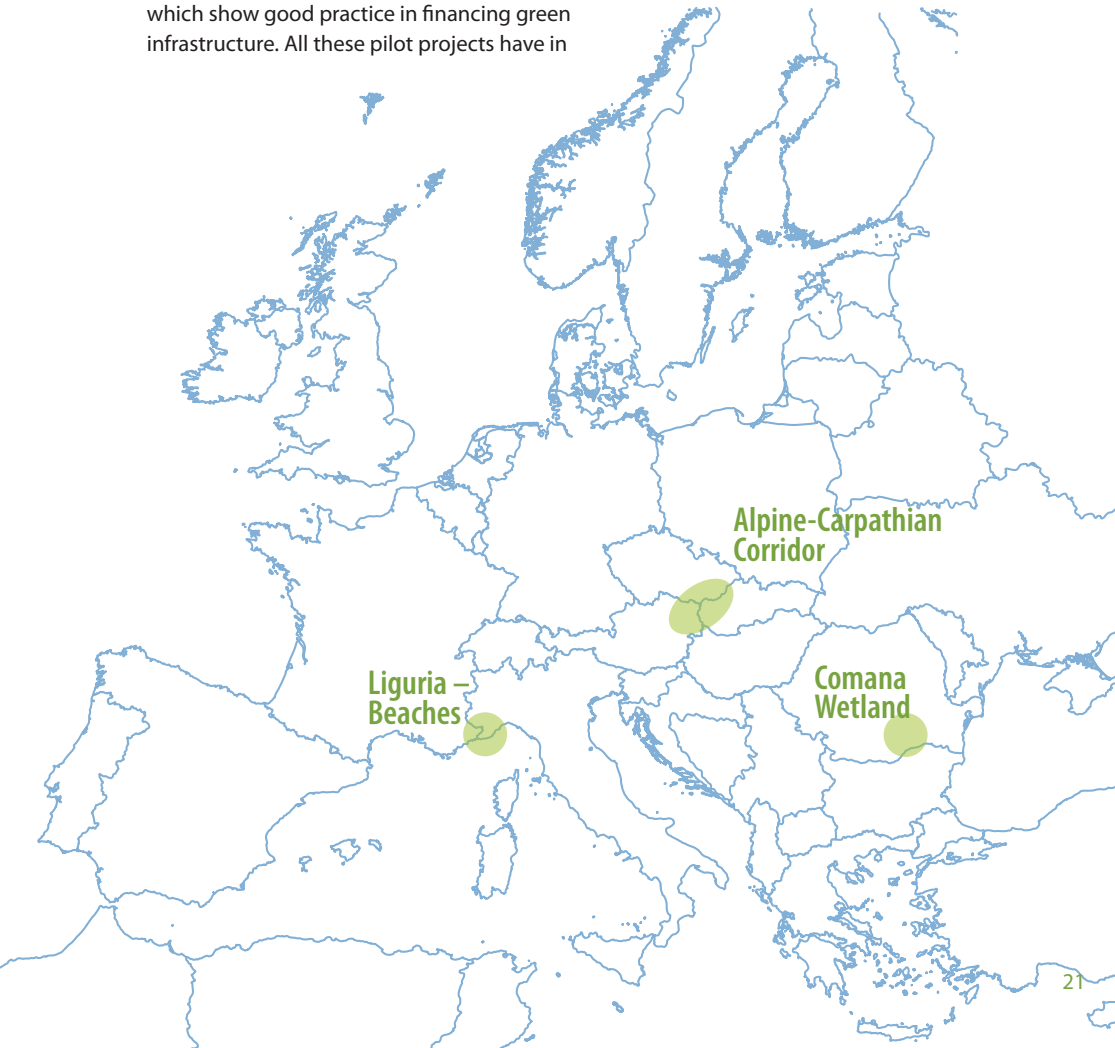 which show good practice in financing green
infrastructure. All these pilot projects have in
Alpine-Carpathian
Corridor
Liguria –
Beaches
Comana
Wetland
21